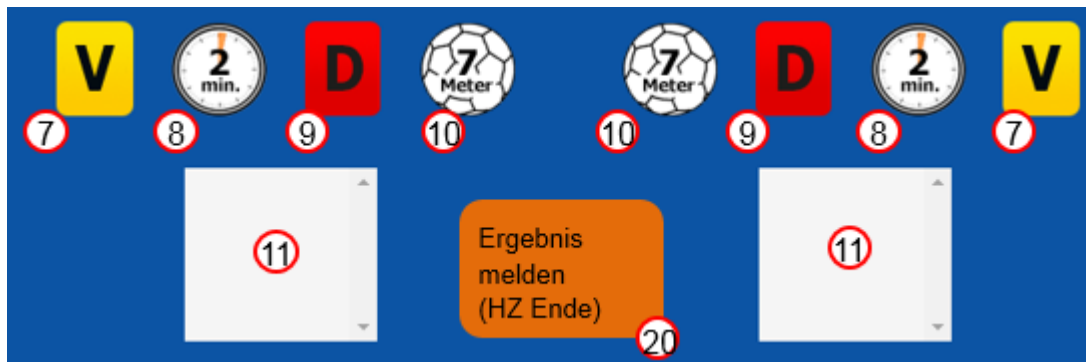 V 2 min. D 7 Meter 7 Meter D 2 min. V
7 8 9 10 10 9 8 7
11 11
Ergebnis
melden
(HZ Ende)
20